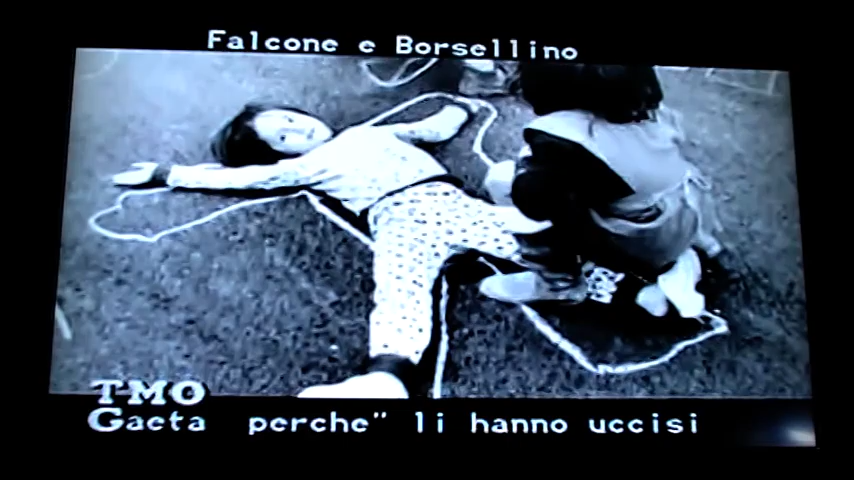 Falcone e Borsellino
TMO
Gaeta
perche" li hanno uccisi